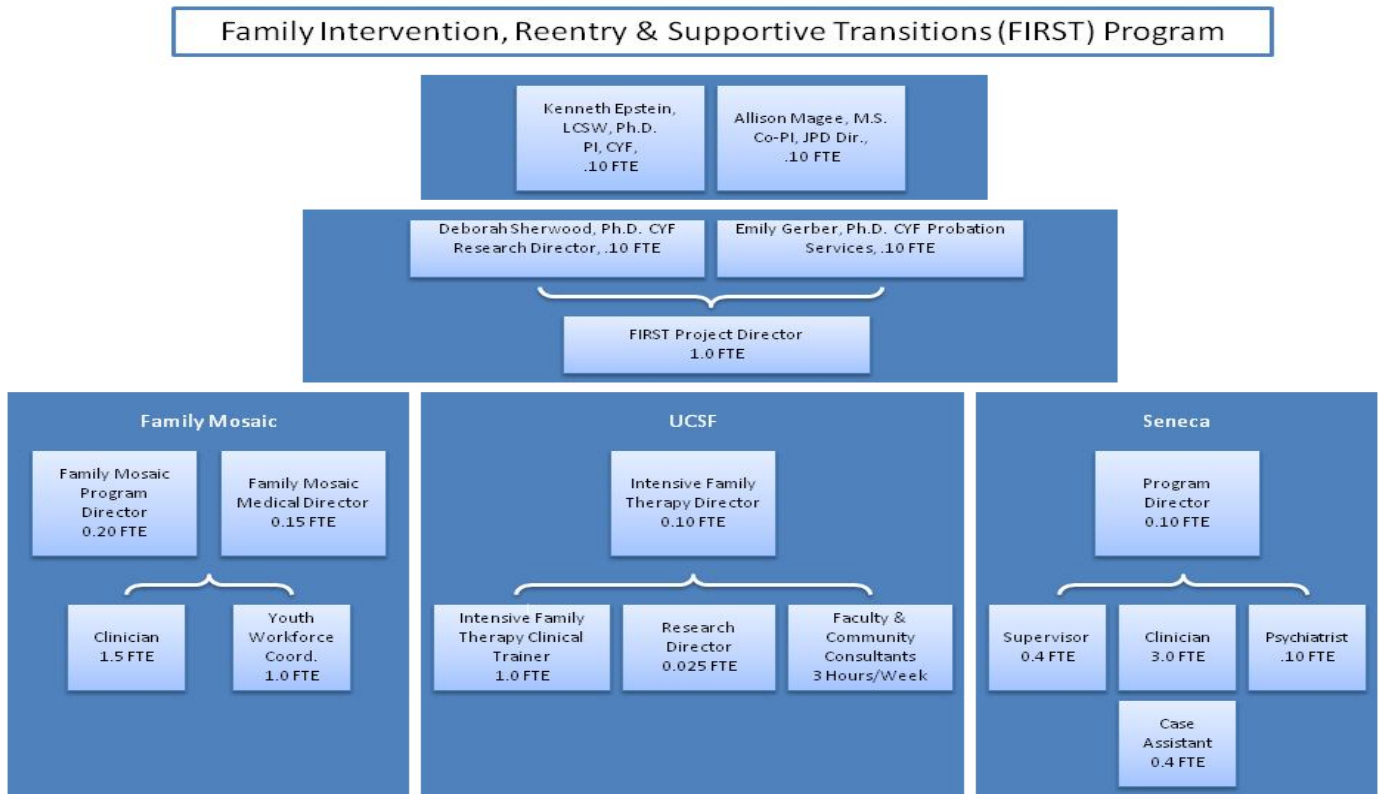 Family Intervention, Reentry & Supportive Transitions (FIRST) Program
Kenneth Epstein,
LCSW, Ph.D.
PI, CYF,
.10 FTE
Allison Magee, M.S.
Co-PI, JPD Dir.,
.10 FTE
Deborah Sherwood, Ph.D. CYF
Research Director, .10 FTE
Emily Gerber, Ph.D. CYF Probation
Services, .10 FTE
FIRST Project Director
1.0 FTE
Family Mosaic
Family Mosaic
Program
Director
0.20 FTE
Family Mosaic
Medical Director
0.15 FTE
Clinician
1.5 FTE
Youth
Workforce
Coord.
1.0 FTE
UCSF
Intensive Family
Therapy Director
0.10 FTE
Intensive Family
Therapy Clinical
Trainer
1.0 FTE
Research
Director
0.025 FTE
Faculty &
Community
Consultants
3 Hours/Week
Seneca
Program
Director
0.10 FTE
Supervisor
0.4 FTE
Clinician
3.0 FTE
Psychiatrist
.10 FTE
Case
Assistant
0.4 FTE